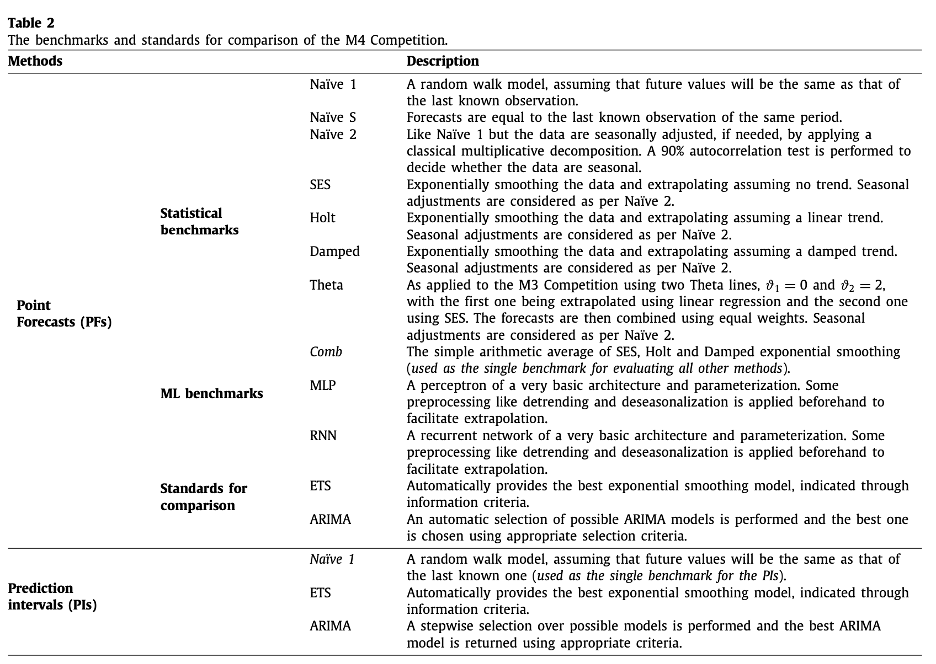 Table 2
The benchmarks and standards for comparison of the M4 Competition.
Methods Description
Naïve 1 A random walk model, assuming that future values will be the same as that of
the last known observation.
Naïve S Forecasts are equal to the last known observation of the same period.
Naïve 2 Like Naïve 1 but the data are seasonally adjusted, if needed, by applying a
classical multiplicative decomposition. A 90% autocorrelation test is performed to
decide whether the data are seasonal.
SES Exponentially smoothing the data and extrapolating assuming no trend. Seasonal
adjustments are considered as per Naïve 2.
Statistical
benchmarks
Holt Exponentially smoothing the data and extrapolating assuming a linear trend.
Seasonal adjustments are considered as per Naïve 2.
Damped Exponentially smoothing the data and extrapolating assuming a damped trend.
Seasonal adjustments are considered as per Naïve 2.
Point
Forecasts (PFs)
Theta As applied to the M3 Competition using two Theta lines, ϑ1 = 0 and ϑ2 = 2,
with the first one being extrapolated using linear regression and the second one
using SES. The forecasts are then combined using equal weights. Seasonal
adjustments are considered as per Naïve 2.
Comb The simple arithmetic average of SES, Holt and Damped exponential smoothing
(used as the single benchmark for evaluating all other methods).
ML benchmarks
MLP A perceptron of a very basic architecture and parameterization. Some
preprocessing like detrending and deseasonalization is applied beforehand to
facilitate extrapolation.
RNN A recurrent network of a very basic architecture and parameterization. Some
preprocessing like detrending and deseasonalization is applied beforehand to
facilitate extrapolation.
Standards for
comparison
ETS Automatically provides the best exponential smoothing model, indicated through
information criteria.
ARIMA An automatic selection of possible ARIMA models is performed and the best one
is chosen using appropriate selection criteria.
Prediction
intervals (PIs)
Naïve 1 A random walk model, assuming that future values will be the same as that of
the last known one (used as the single benchmark for the PIs).
ETS Automatically provides the best exponential smoothing model, indicated through
information criteria.
ARIMA A stepwise selection over possible models is performed and the best ARIMA
model is returned using appropriate criteria.